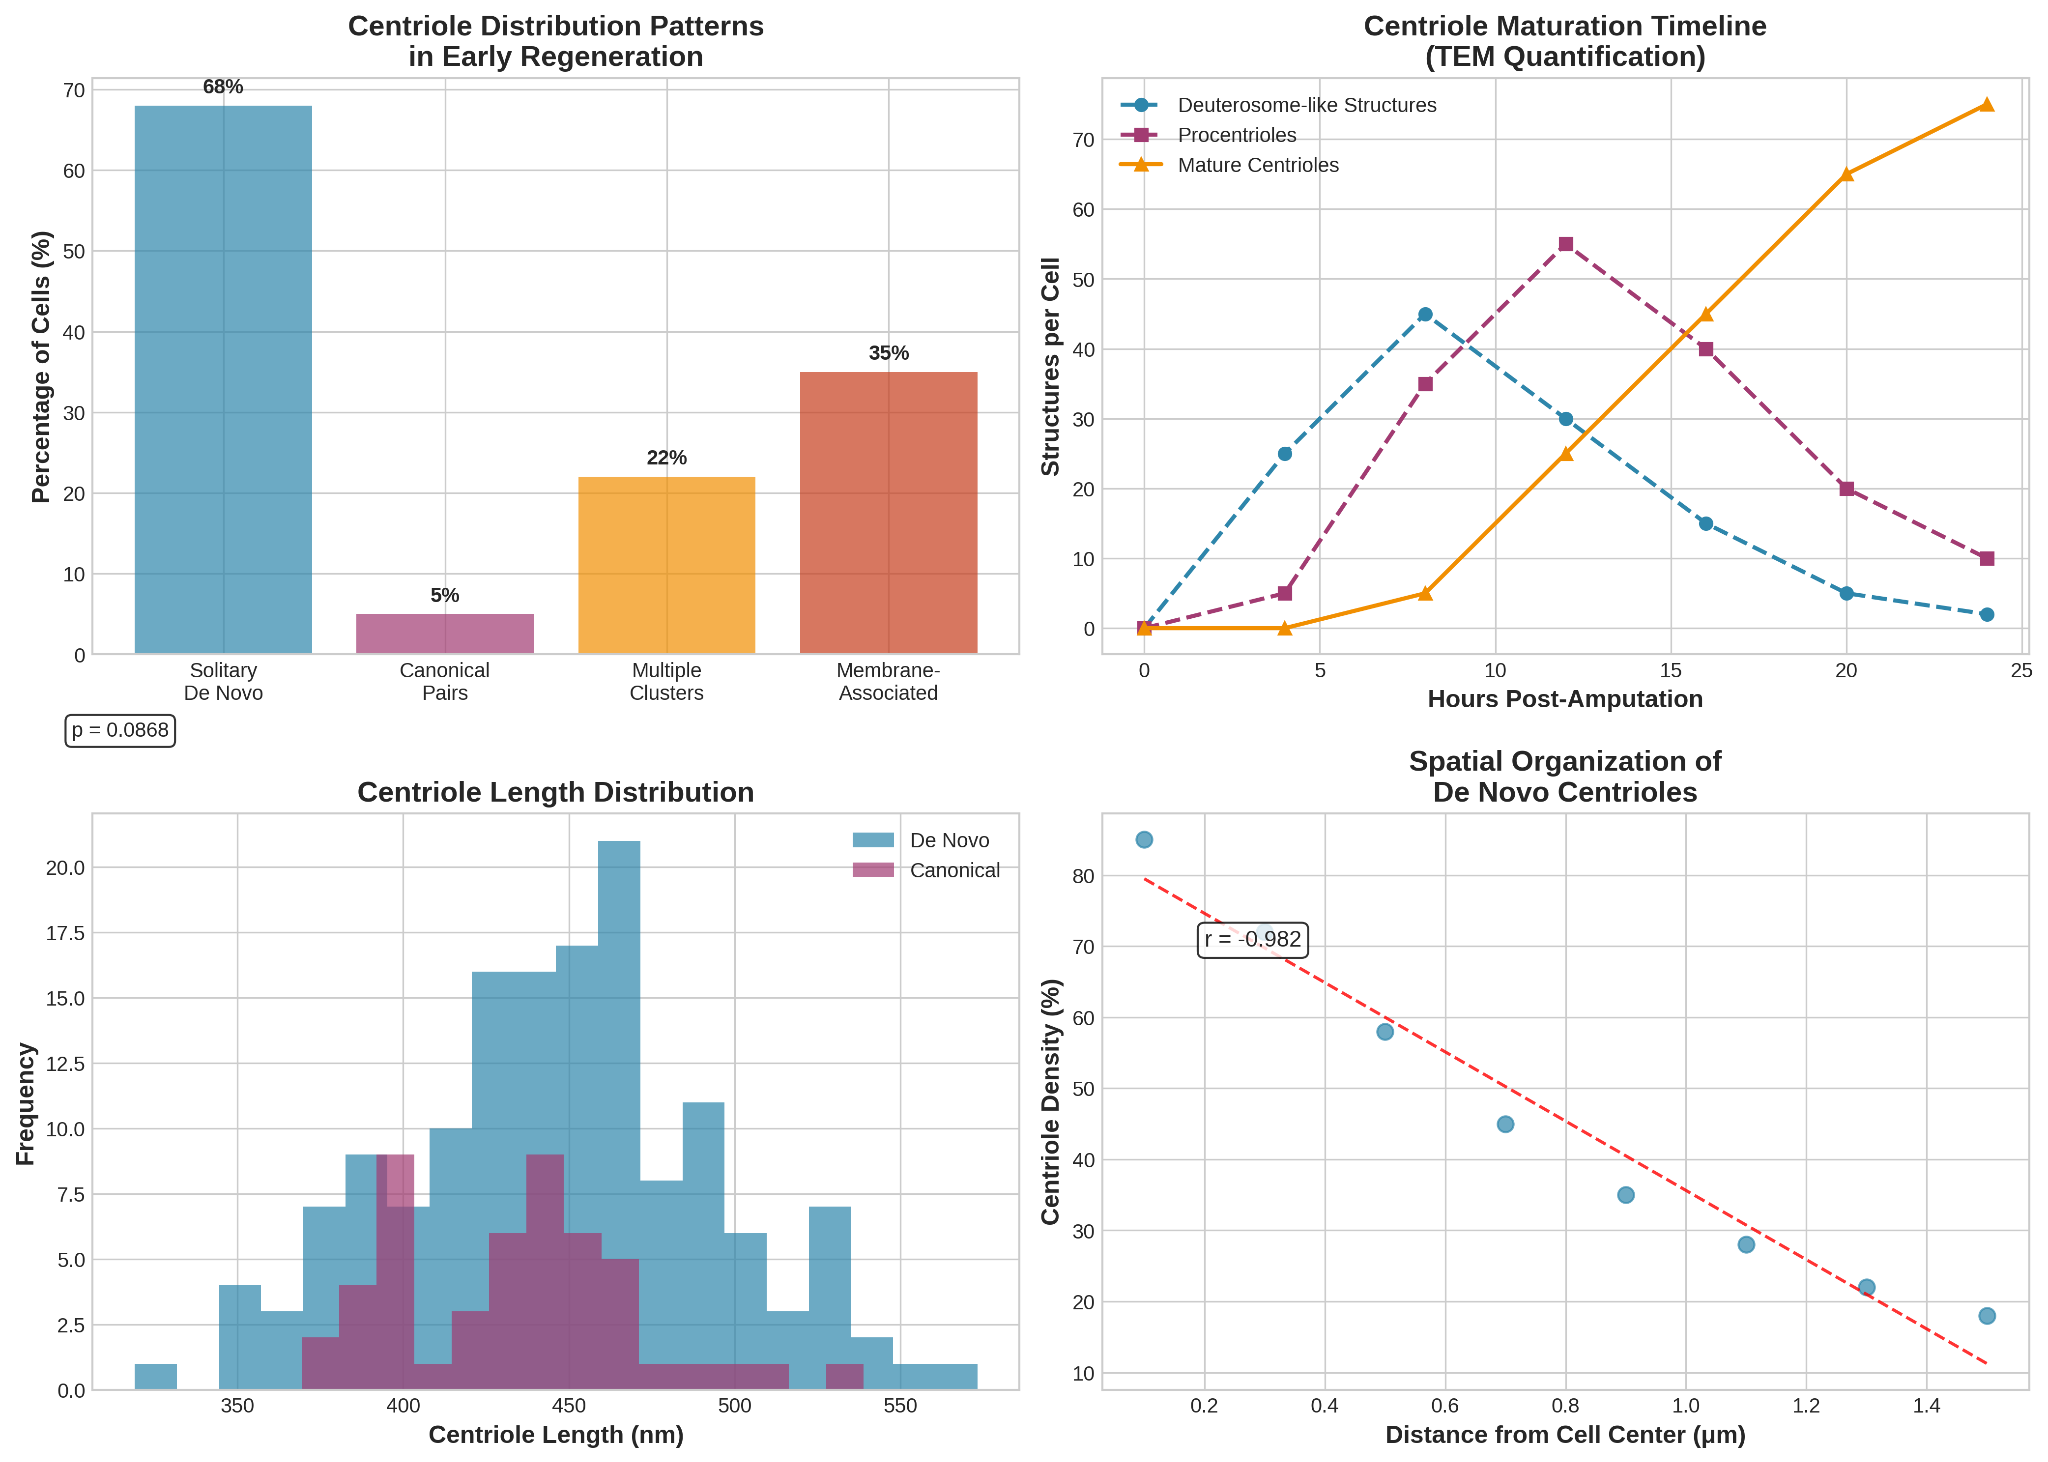 Centriole Distribution Patterns
in Early Regeneration
Percentage of Cells (%)
70
60
50
40
30
20
10
0
68%
5%
22%
35%
Solitary
De Novo
Canonical
Pairs
Multiple
Clusters
Membrane-
Associated
p = 0.0868
Centriole Maturation Timeline
(TEM Quantification)
Deuterosome-like Structures
Procentrioles
Mature Centrioles
Structures per Cell
70
60
50
40
30
20
10
0
0 5 10 15 20 25
Hours Post-Amputation
Centriole Length Distribution
De Novo
Canonical
Frequency
20.0
17.5
15.0
12.5
10.0
7.5
5.0
2.5
0.0
350 400 450 500 550
Centriole Length (nm)
Spatial Organization of
De Novo Centrioles
r = -0.982
Centriole Density (%)
80
70
60
50
40
30
20
10
0.2 0.4 0.6 0.8 1.0 1.2 1.4
Distance from Cell Center (μm)